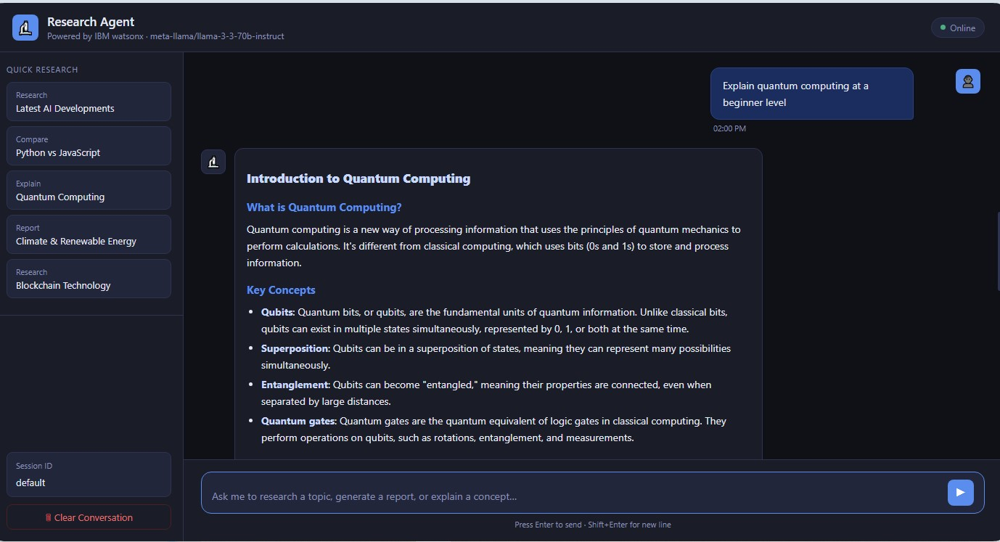 Research Agent
Powered by IBM watsonx · meta-llama/llama-3-3-70b-instruct
Online
QUICK RESEARCH
Research
Latest AI Developments
Compare
Python vs JavaScript
Explain
Quantum Computing
Report
Climate & Renewable Energy
Research
Blockchain Technology
Session ID
default
Clear Conversation
Explain quantum computing at a
beginner level
02:00 PM
Introduction to Quantum Computing
What is Quantum Computing?
Quantum computing is a new way of processing information that uses the principles of quantum mechanics to
perform calculations. It's different from classical computing, which uses bits (0s and 1s) to store and process
information.
Key Concepts
• Qubits: Quantum bits, or qubits, are the fundamental units of quantum information. Unlike classical bits,
qubits can exist in multiple states simultaneously, represented by 0, 1, or both at the same time.
• Superposition: Qubits can be in a superposition of states, meaning they can represent many possibilities
simultaneously.
• Entanglement: Qubits can become "entangled," meaning their properties are connected, even when
separated by large distances.
• Quantum gates: Quantum gates are the quantum equivalent of logic gates in classical computing. They
perform operations on qubits, such as rotations, entanglement, and measurements.
Ask me to research a topic, generate a report, or explain a concept...
Press Enter to send · Shift+Enter for new line